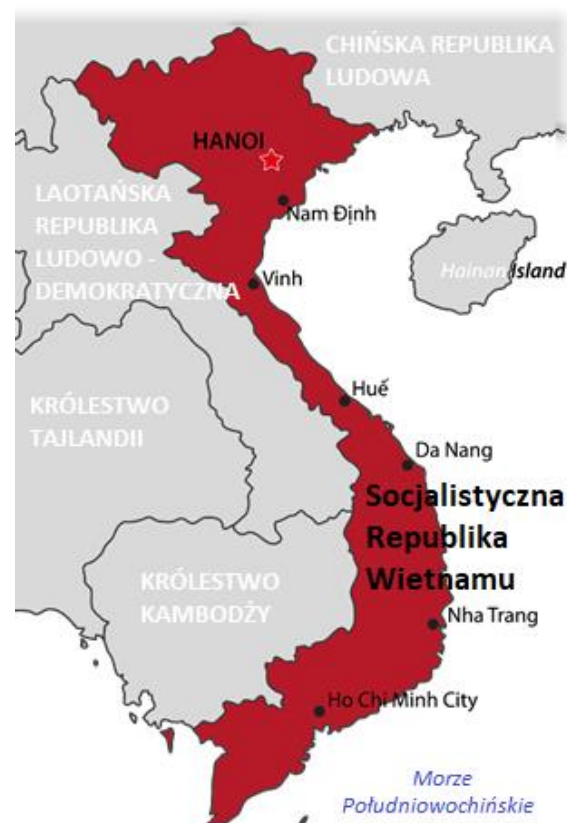 CHIŃSKA REPUBLIKA
LUDOWA
HANOI
LAOTAŃSKA
REPUBLIKA
LUDOWO -
DEMOKRATYCZNA
Nam Định
Hainan Island
Vinh
Huế
KRÓLESTWO
TAJLANDII
Da Nang
Socjalistyczna
Republika
Wietnamu
KRÓLESTWO
KAMBODŻY
Nha Trang
Ho Chi Minh City
Morze
Południowochińskie